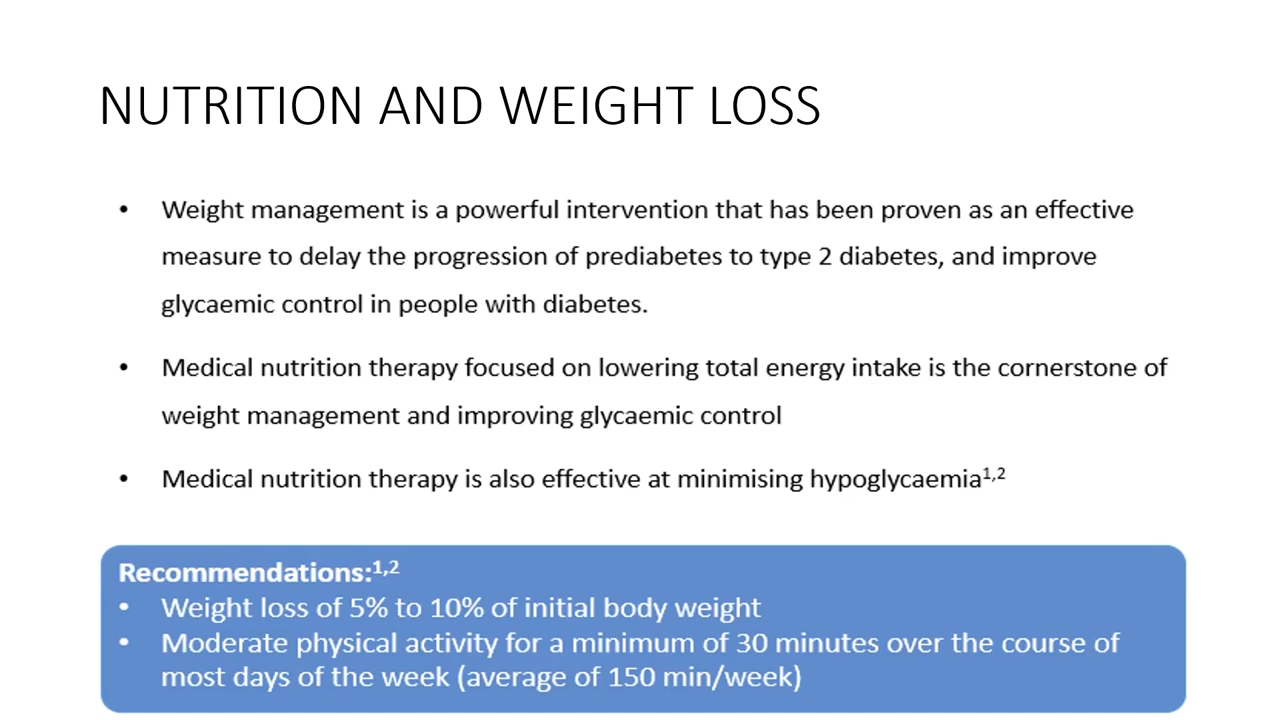 NUTRITION AND WEIGHT LOSS
• Weight management is a powerful intervention that has been proven as an effective
measure to delay the progression of prediabetes to type 2 diabetes, and improve
glycaemic control in people with diabetes.
• Medical nutrition therapy focused on lowering total energy intake is the cornerstone of
weight management and improving glycaemic control
• Medical nutrition therapy is also effective at minimising hypoglycaemia¹,²
Recommendations:¹,²
• Weight loss of 5% to 10% of initial body weight
• Moderate physical activity for a minimum of 30 minutes over the course of
most days of the week (average of 150 min/week)